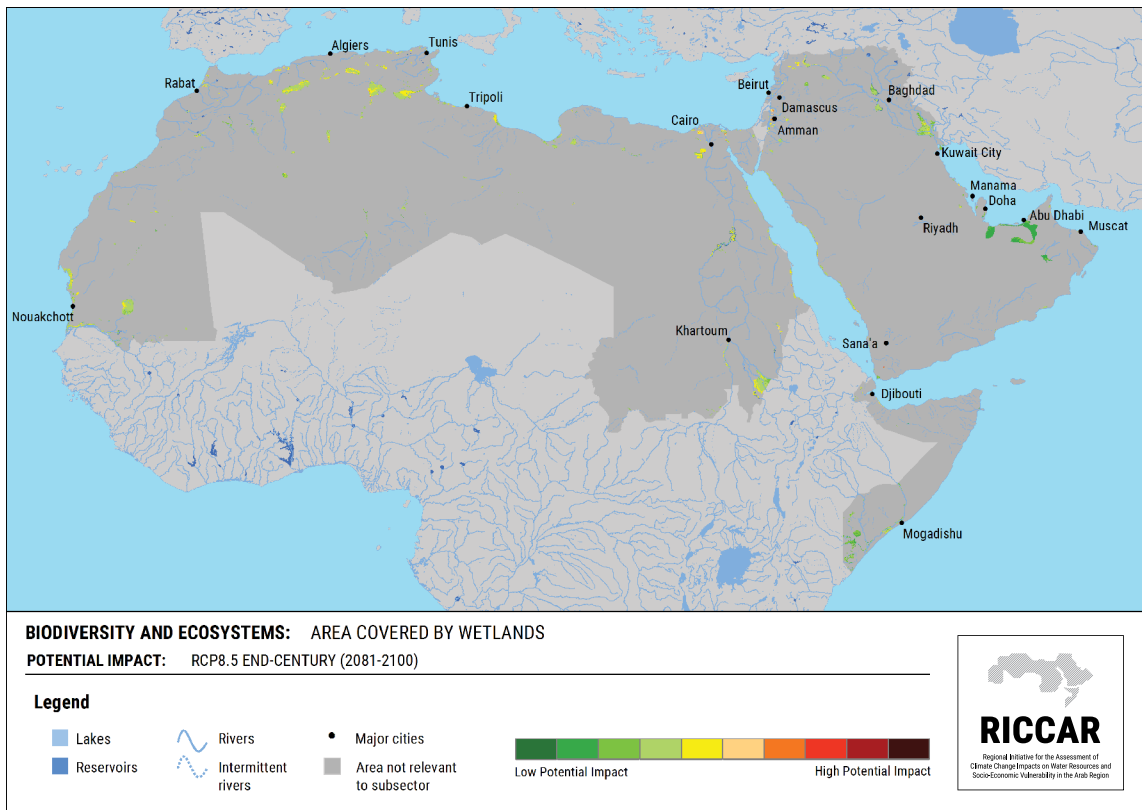 Algiers
Tunis
Rabat
Tripoli
Beirut
Damascus
Baghdad
Cairo
Amman
Kuwait City
Manama
Doha
Abu Dhabi
Muscat
Riyadh
Nouakchott
Khartoum
Sana'a
Djibouti
Mogadishu
BIODIVERSITY AND ECOSYSTEMS: AREA COVERED BY WETLANDS
POTENTIAL IMPACT: RCP8.5 END-CENTURY (2081-2100)
Legend
Lakes
Reservoirs
Rivers
Intermittent
rivers
Major cities
Area not relevant
to subsector
Low Potential Impact
High Potential Impact
RICCAR
Regional Initiative for the Assessment of
Climate Change Impacts on Water Resources and
Socio-Economic Vulnerability in the Arab Region